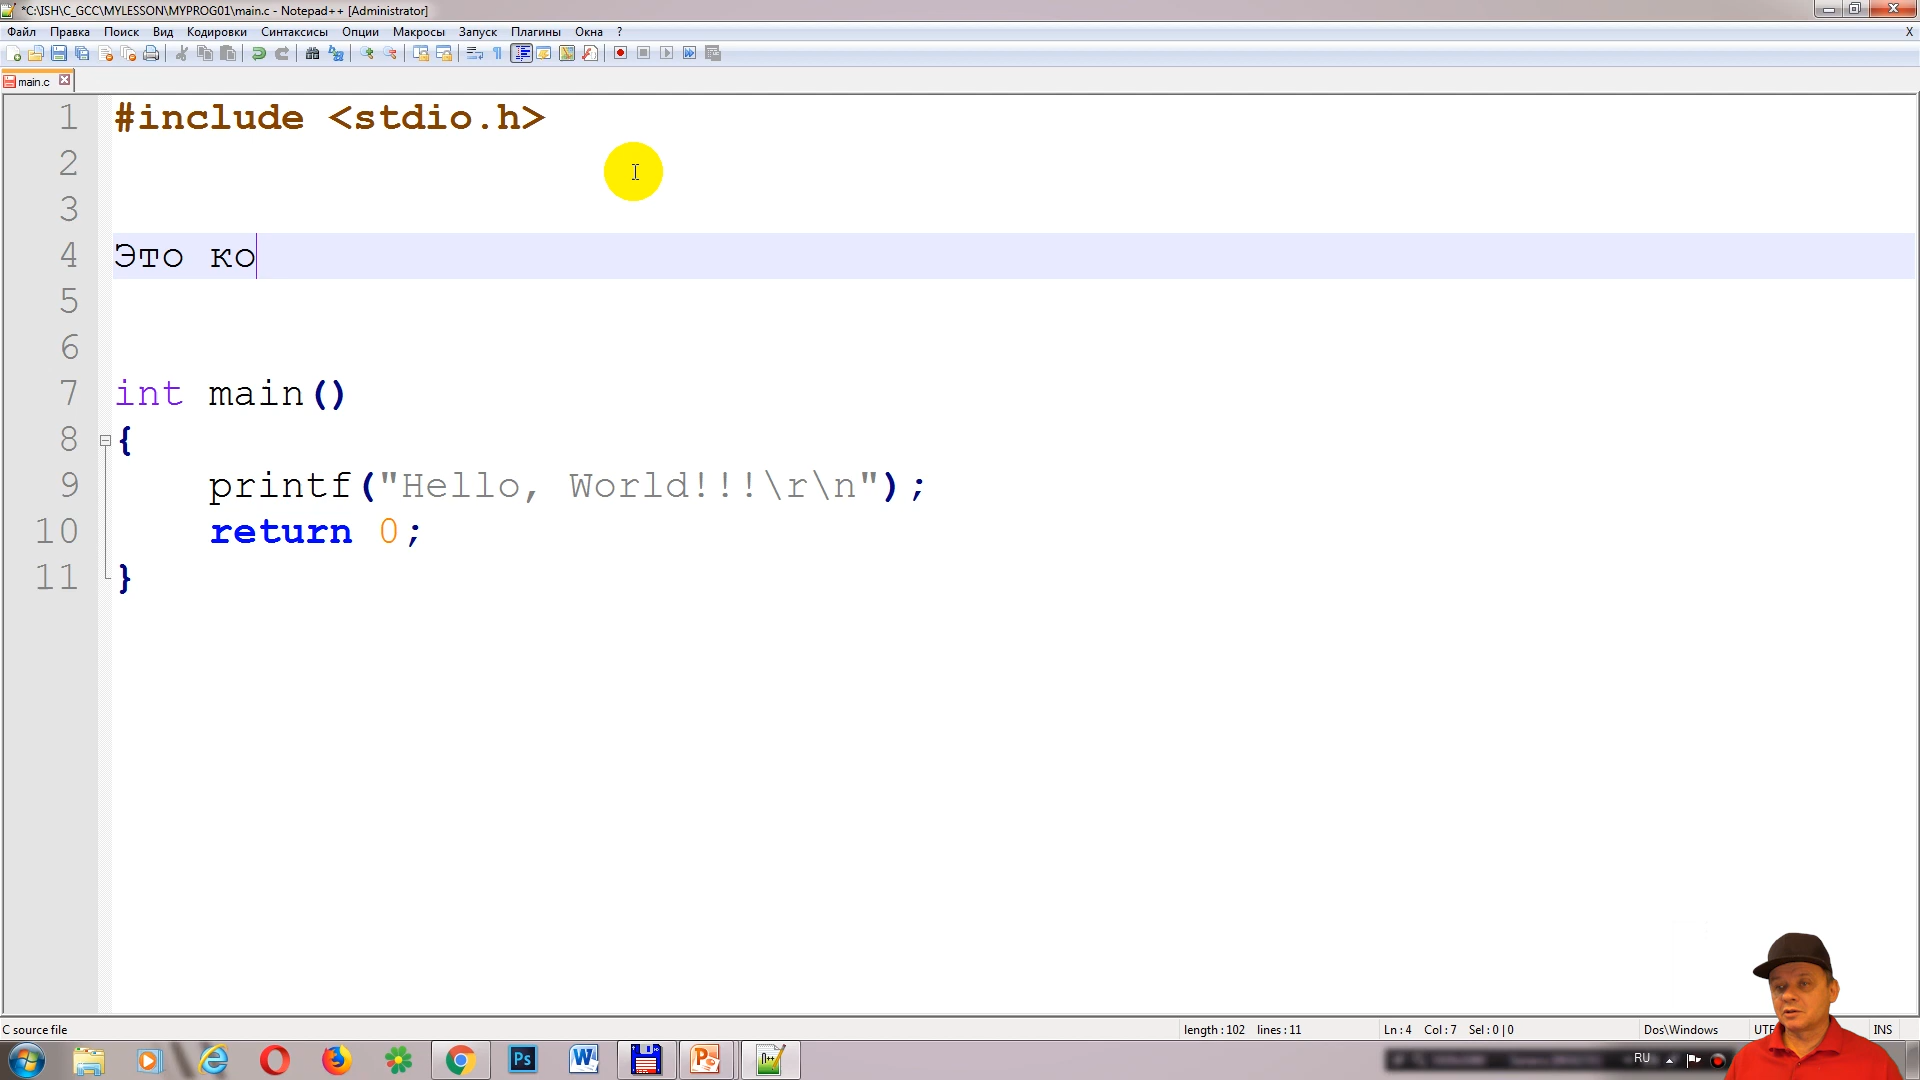 *C:\ISH\C_GCC\MYLESSON\MYPROG01\main.c - Notepad++ [Administrator]
Файл Правка Поиск Вид Кодировки Синтаксисы Опции Макросы Запуск Плагины Окна ? X
main.c
1 #include <stdio.h>
2
3
4 Это ко
5
6
7 int main()
8 {
9 printf("Hello, World!!!\r\n");
10 return 0;
11 }
C source file length : 102 lines : 11 Ln : 4 Col : 7 Sel : 0 | 0 Dos\Windows INS
Ps W RU